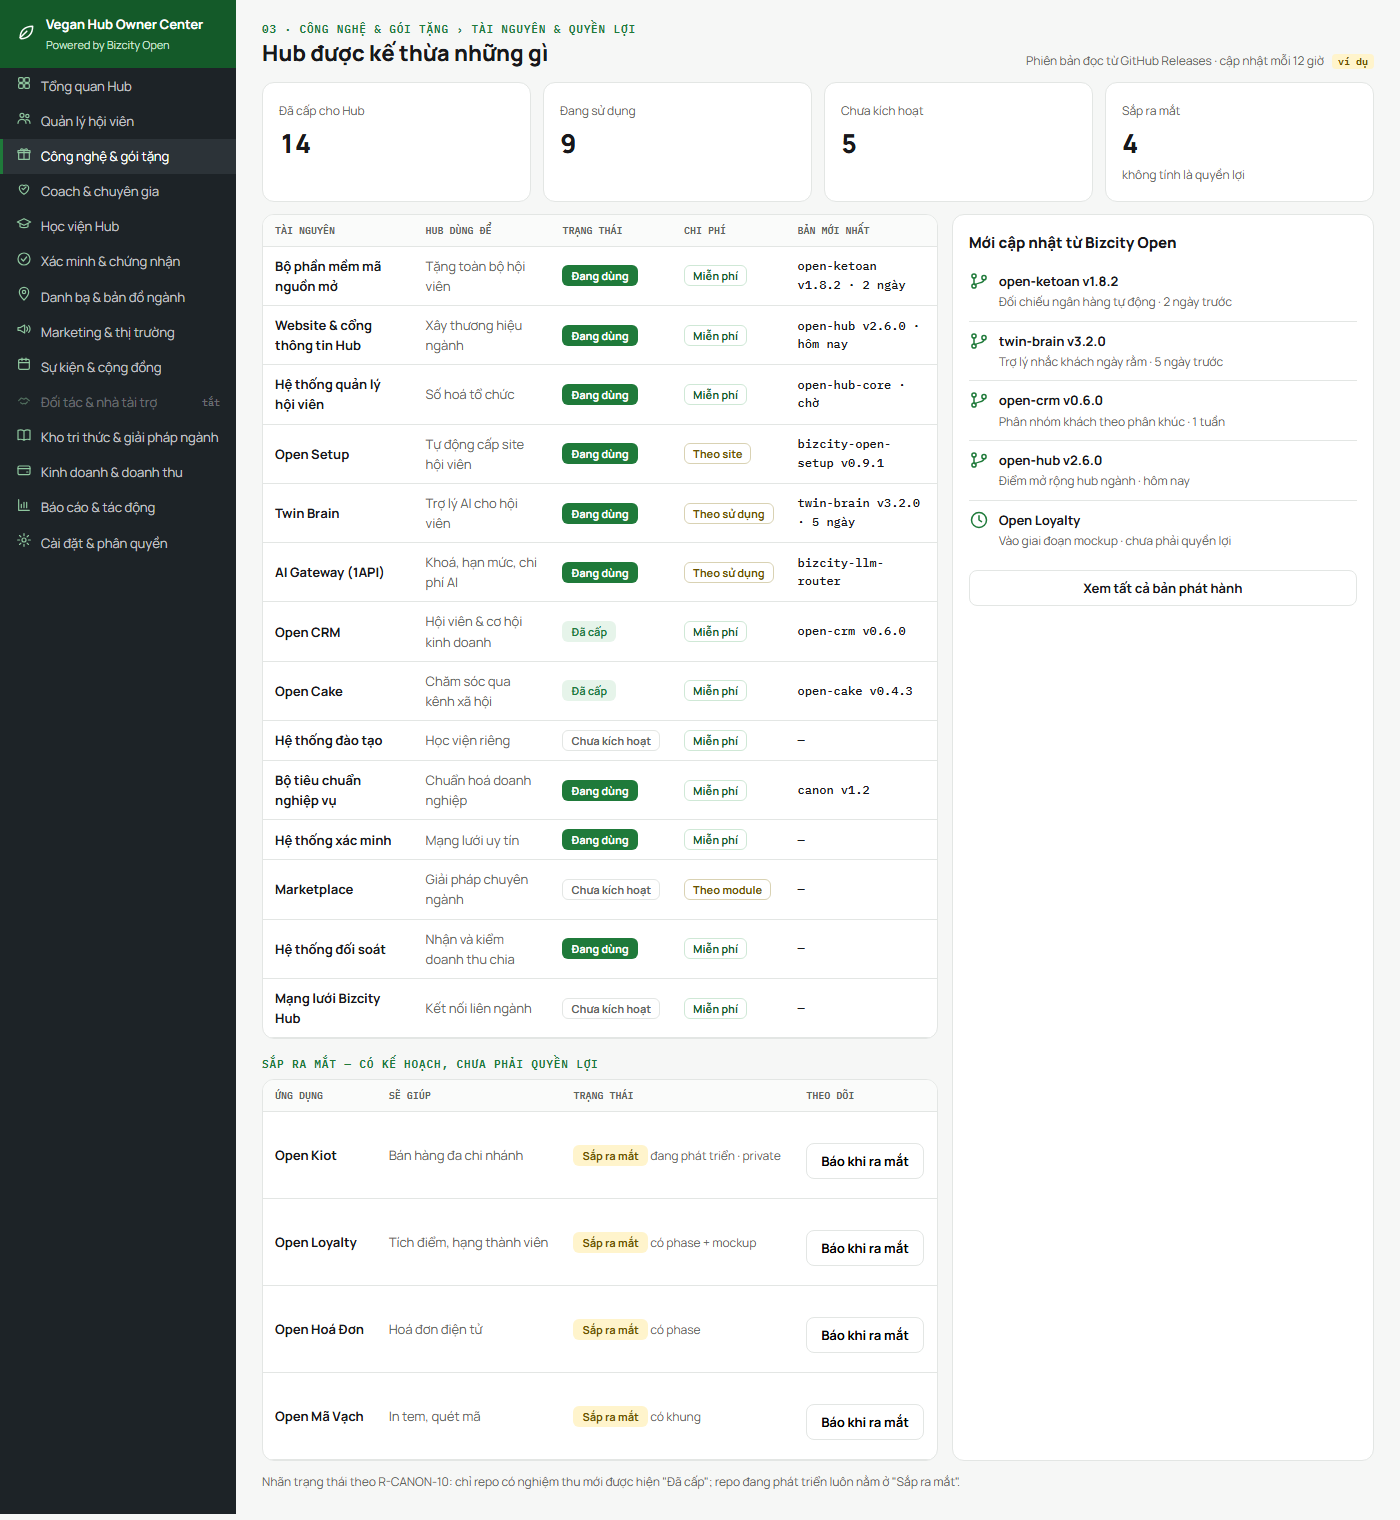 Vegan Hub Owner Center
Powered by Bizcity Open
Tổng quan Hub
Quản lý hội viên
Công nghệ & gói tặng
Coach & chuyên gia
Học viện Hub
Xác minh & chứng nhận
Danh bạ & bản đồ ngành
Marketing & thị trường
Sự kiện & cộng đồng
Đối tác & nhà tài trợ tắt
Kho tri thức & giải pháp ngành
Kinh doanh & doanh thu
Báo cáo & tác động
Cài đặt & phân quyền
03 · CÔNG NGHỆ & GÓI TẶNG › TÀI NGUYÊN & QUYỀN LỢI
Hub được kế thừa những gì
Phiên bản đọc từ GitHub Releases · cập nhật mỗi 12 giờ ví dụ
Đã cấp cho Hub
14
Đang sử dụng
9
Chưa kích hoạt
5
Sắp ra mắt
4
không tính là quyền lợi
TÀI NGUYÊN HUB DÙNG ĐỂ TRẠNG THÁI CHI PHÍ BẢN MỚI NHẤT
Bộ phần mềm mã nguồn mở Tặng toàn bộ hội viên Đang dùng Miễn phí open-ketoan v1.8.2 · 2 ngày
Website & cổng thông tin Hub Xây thương hiệu ngành Đang dùng Miễn phí open-hub v2.6.0 · hôm nay
Hệ thống quản lý hội viên Số hoá tổ chức Đang dùng Miễn phí open-hub-core · chờ
Open Setup Tự động cấp site hội viên Đang dùng Theo site bizcity-open-setup v0.9.1
Twin Brain Trợ lý AI cho hội viên Đang dùng Theo sử dụng twin-brain v3.2.0 · 5 ngày
AI Gateway (1API) Khoá, hạn mức, chi phí AI Đang dùng Theo sử dụng bizcity-llm-router
Open CRM Hội viên & cơ hội kinh doanh Đã cấp Miễn phí open-crm v0.6.0
Open Cake Chăm sóc qua kênh xã hội Đã cấp Miễn phí open-cake v0.4.3
Hệ thống đào tạo Học viện riêng Chưa kích hoạt Miễn phí —
Bộ tiêu chuẩn nghiệp vụ Chuẩn hoá doanh nghiệp Đang dùng Miễn phí canon v1.2
Hệ thống xác minh Mạng lưới uy tín Đang dùng Miễn phí —
Marketplace Giải pháp chuyên ngành Chưa kích hoạt Theo module —
Hệ thống đối soát Nhận và kiểm doanh thu chia Đang dùng Miễn phí —
Mạng lưới Bizcity Hub Kết nối liên ngành Chưa kích hoạt Miễn phí —
SẮP RA MẮT — CÓ KẾ HOẠCH, CHƯA PHẢI QUYỀN LỢI
ỨNG DỤNG SẼ GIÚP TRẠNG THÁI THEO DÕI
Open Kiot Bán hàng đa chi nhánh Sắp ra mắt đang phát triển · private Báo khi ra mắt
Open Loyalty Tích điểm, hạng thành viên Sắp ra mắt có phase + mockup Báo khi ra mắt
Open Hoá Đơn Hoá đơn điện tử Sắp ra mắt có phase Báo khi ra mắt
Open Mã Vạch In tem, quét mã Sắp ra mắt có khung Báo khi ra mắt
Mới cập nhật từ Bizcity Open
open-ketoan v1.8.2
Đối chiếu ngân hàng tự động · 2 ngày trước
twin-brain v3.2.0
Trợ lý nhắc khách ngày rằm · 5 ngày trước
open-crm v0.6.0
Phân nhóm khách theo phân khúc · 1 tuần
open-hub v2.6.0
Điểm mở rộng hub ngành · hôm nay
Open Loyalty
Vào giai đoạn mockup · chưa phải quyền lợi
Xem tất cả bản phát hành
Nhãn trạng thái theo R-CANON-10: chỉ repo có nghiệm thu mới được hiện "Đã cấp"; repo đang phát triển luôn nằm ở "Sắp ra mắt".